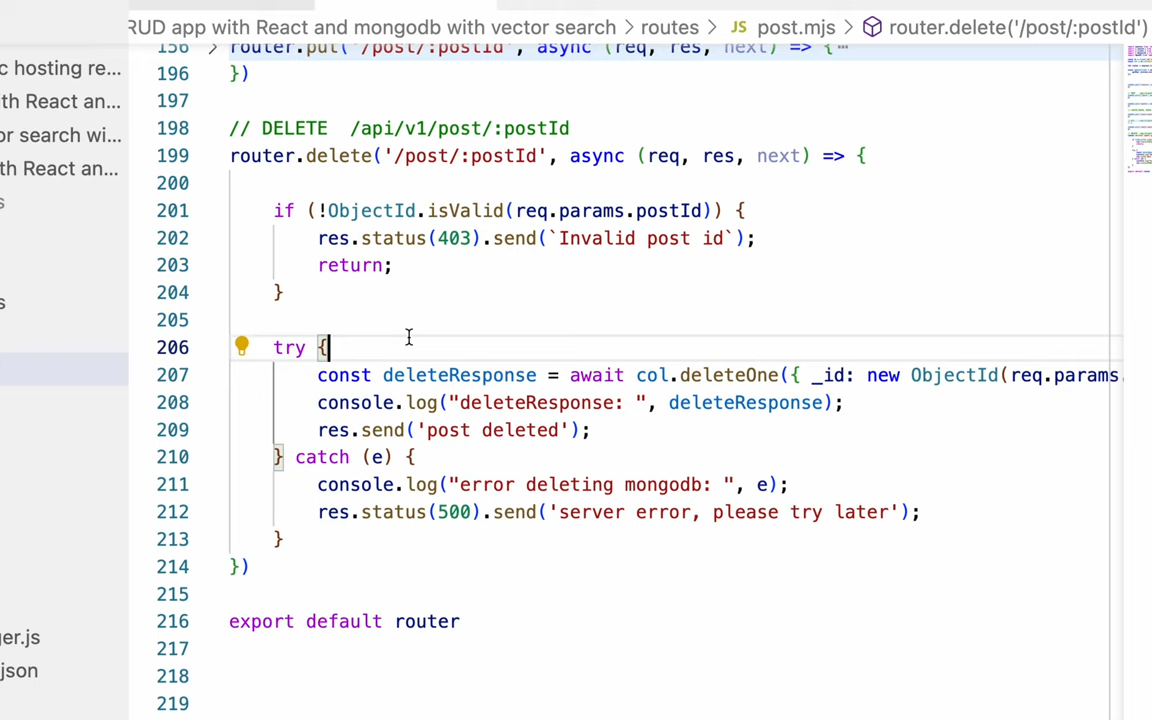 RUD app with React and mongodb with vector search > routes > JS post.mjs > router.delete('/post/:postId')
c hosting re...
ith React an...
or search wi...
ith React an...
s
s
ger.js
json
156 > router.put('/post/:postId', async (req, res, next) => {…
196 })
197
198 // DELETE  /api/v1/post/:postId
199 router.delete('/post/:postId', async (req, res, next) => {
200
201     if (!ObjectId.isValid(req.params.postId)) {
202         res.status(403).send(`Invalid post id`);
203         return;
204     }
205
206     try {
207         const deleteResponse = await col.deleteOne({ _id: new ObjectId(req.params.
208         console.log("deleteResponse: ", deleteResponse);
209         res.send('post deleted');
210     } catch (e) {
211         console.log("error deleting mongodb: ", e);
212         res.status(500).send('server error, please try later');
213     }
214 })
215
216 export default router
217
218
219